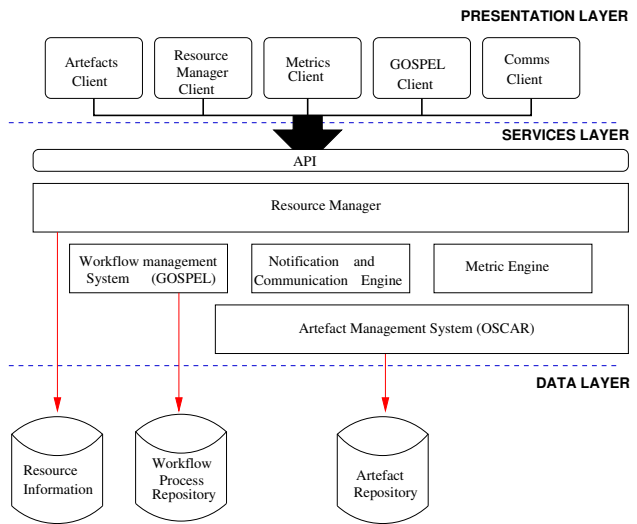 PRESENTATION LAYER
Artefacts
Client
Resource
Manager
Client
Metrics
Client
GOSPEL
Client
Comms
Client
SERVICES LAYER
API
Resource Manager
Workflow management
System (GOSPEL)
Notification and
Communication Engine
Metric Engine
Artefact Management System (OSCAR)
DATA LAYER
Resource
Information
Workflow
Process
Repository
Artefact
Repository